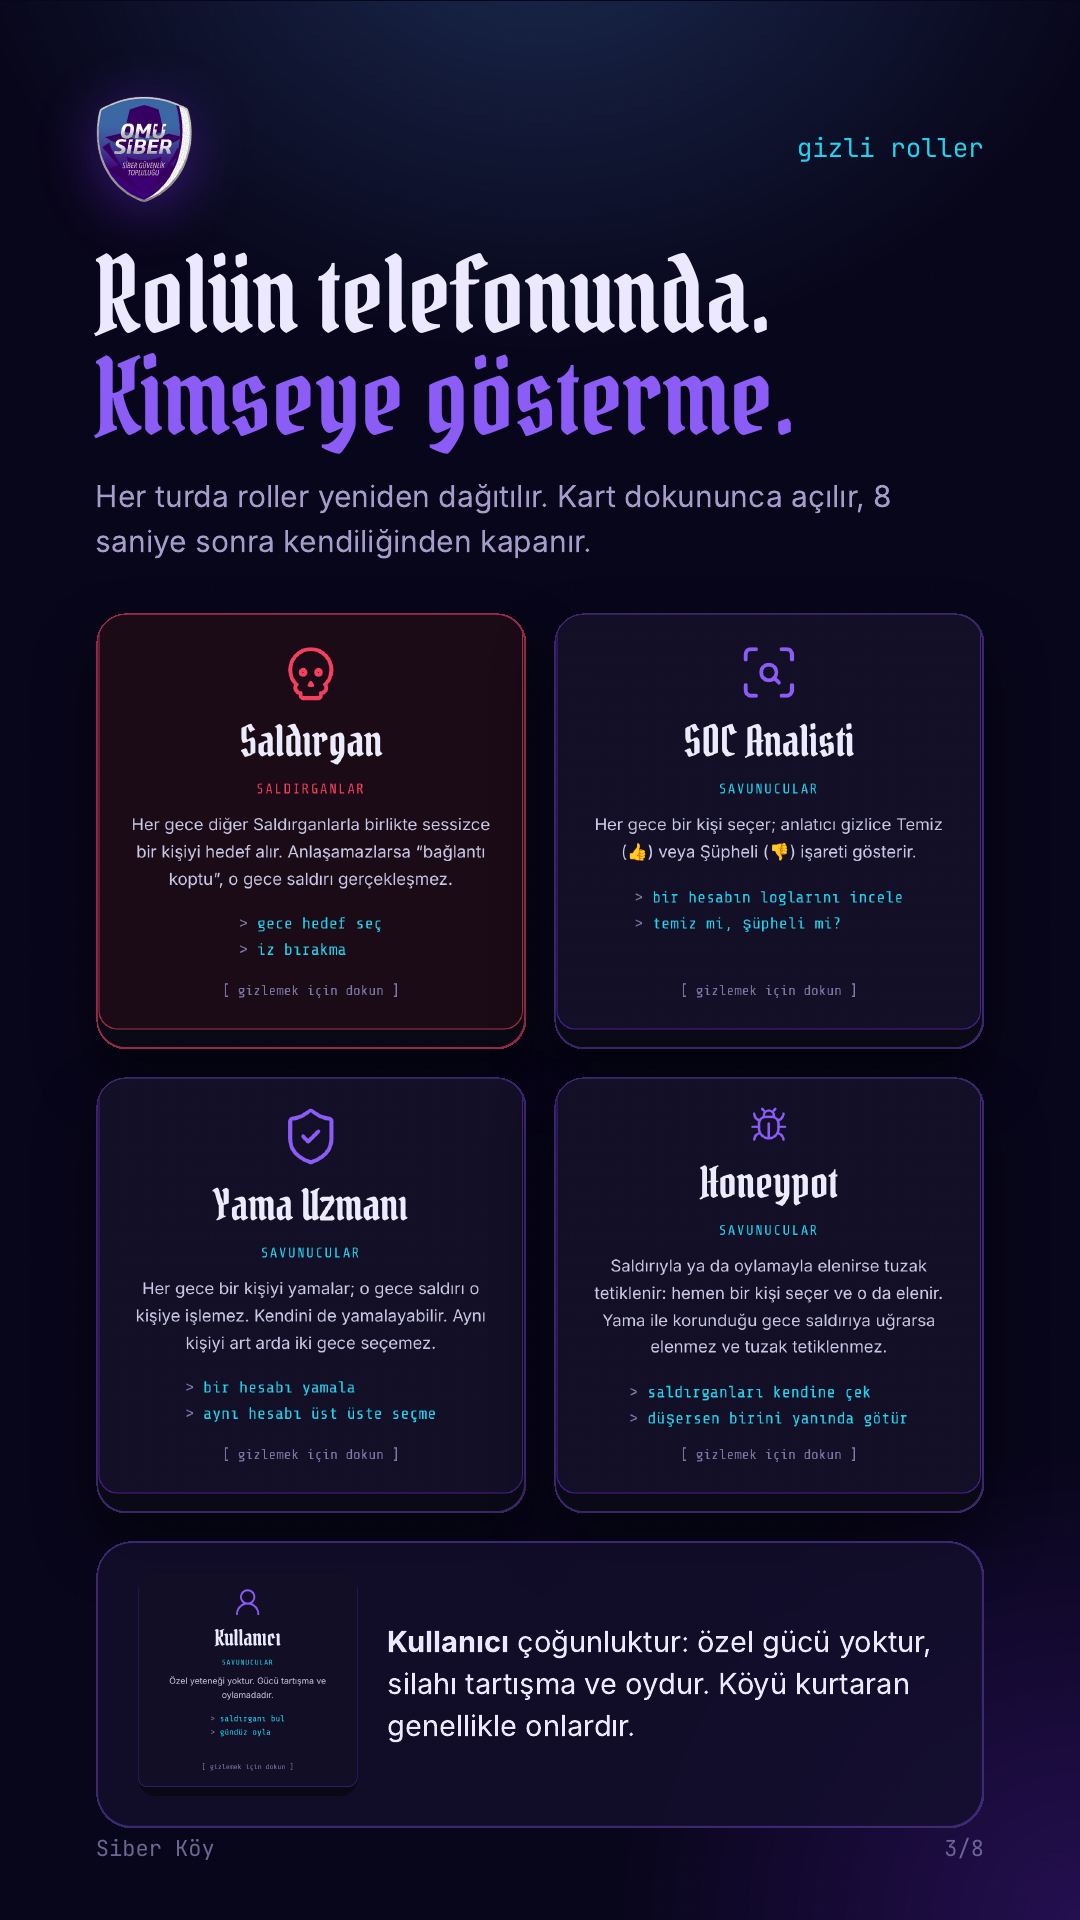 OMÜ
SİBER
SİBER GÜVENLİK
TOPLULUĞU
gizli roller
Rolün telefonunda.
Kimseye gösterme.
Her turda roller yeniden dağıtılır. Kart dokununca açılır, 8
saniye sonra kendiliğinden kapanır.
Saldırgan
SALDIRGANLAR
Her gece diğer Saldırganlarla birlikte sessizce
bir kişiyi hedef alır. Anlaşamazlarsa “bağlantı
koptu”, o gece saldırı gerçekleşmez.
> gece hedef seç
> iz bırakma
[ gizlemek için dokun ]
SOC Analisti
SAVUNUCULAR
Her gece bir kişi seçer; anlatıcı gizlice Temiz
(👍) veya Şüpheli (👎) işareti gösterir.
> bir hesabın loglarını incele
> temiz mi, şüpheli mi?
[ gizlemek için dokun ]
Yama Uzmanı
SAVUNUCULAR
Her gece bir kişiyi yamalar; o gece saldırı o
kişiye işlemez. Kendini de yamalayabilir. Aynı
kişiyi art arda iki gece seçemez.
> bir hesabı yamala
> aynı hesabı üst üste seçme
[ gizlemek için dokun ]
Honeypot
SAVUNUCULAR
Saldırıyla ya da oylamayla elenirse tuzak
tetiklenir: hemen bir kişi seçer ve o da elenir.
Yama ile korunduğu gece saldırıya uğrarsa
elenmez ve tuzak tetiklenmez.
> saldırganları kendine çek
> düşersen birini yanında götür
[ gizlemek için dokun ]
Kullanıcı
SAVUNUCULAR
Özel yeteneği yoktur. Gücü tartışma ve
oylamadadır.
> saldırganı bul
> gündüz oyla
[ gizlemek için dokun ]
Kullanıcı çoğunluktur: özel gücü yoktur,
silahı tartışma ve oydur. Köyü kurtaran
genellikle onlardır.
Siber Köy
3/8